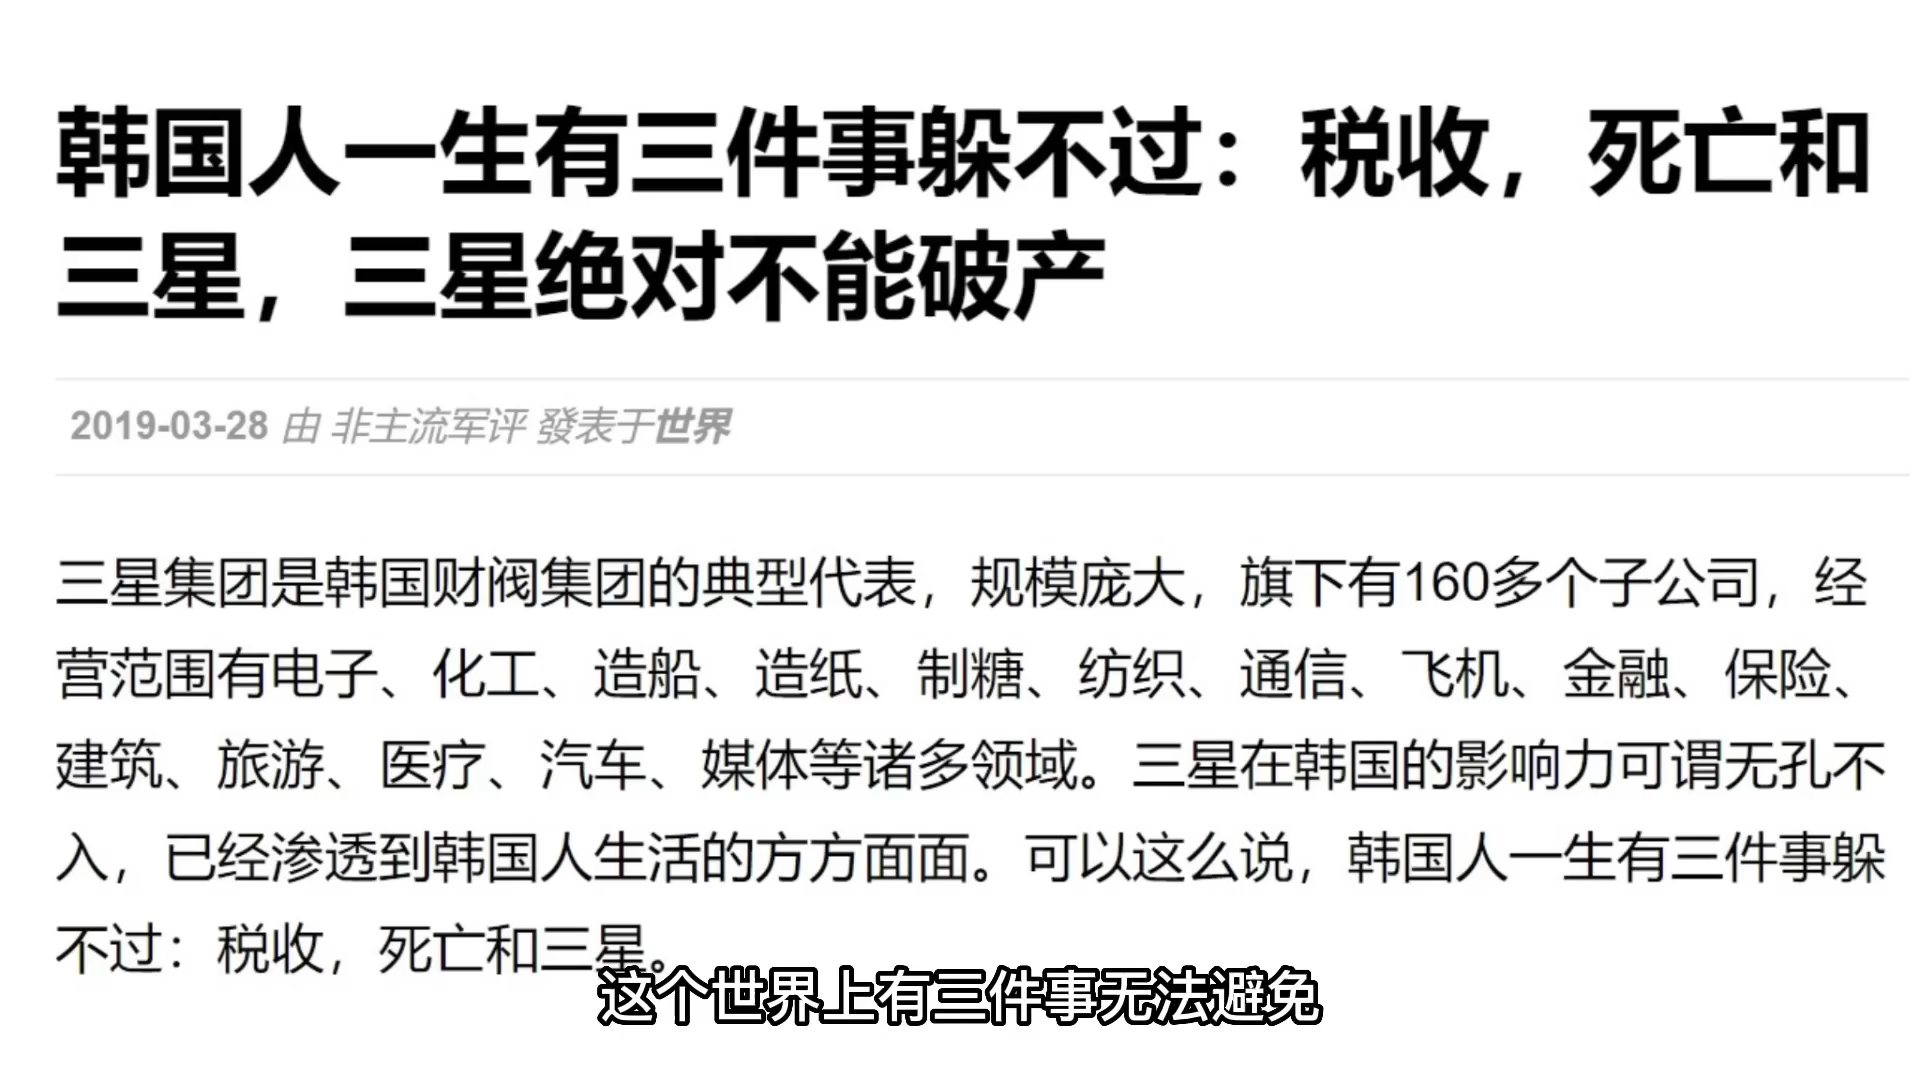 韩国人一生有三件事躲不过：税收，死亡和
三星，三星绝对不能破产
2019-03-28 由 非主流军评 發表于世界
三星集团是韩国财阀集团的典型代表，规模庞大，旗下有160多个子公司，经
营范围有电子、化工、造船、造纸、制糖、纺织、通信、飞机、金融、保险、
建筑、旅游、医疗、汽车、媒体等诸多领域。三星在韩国的影响力可谓无孔不
入，已经渗透到韩国人生活的方方面面。可以这么说，韩国人一生有三件事躲
不过：税收，死亡和三星。
这个世界上有三件事无法避免